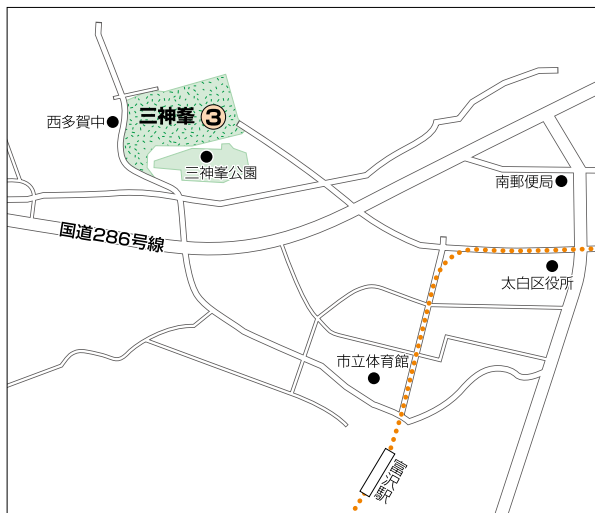 三神峯 3
西多賀中
三神峯公園
南郵便局
国道286号線
太白区役所
市立体育館
富沢駅